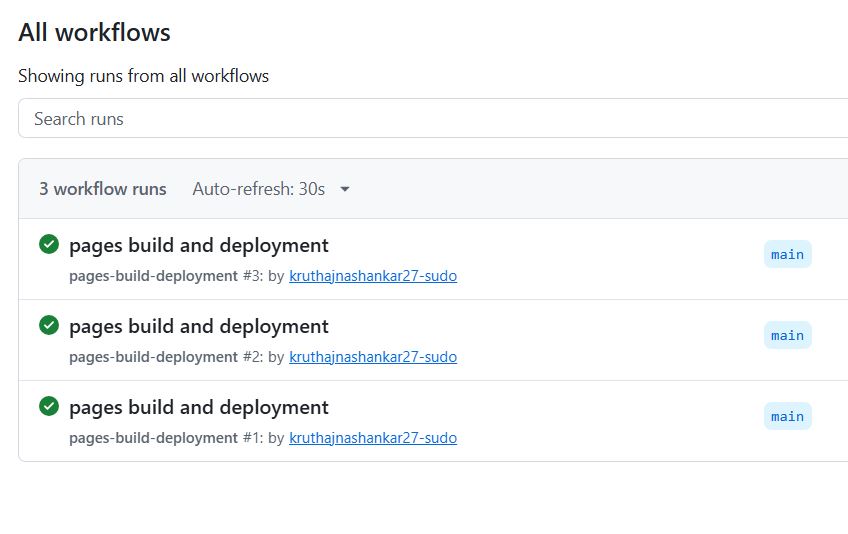 All workflows
Showing runs from all workflows
Search runs
3 workflow runs Auto-refresh: 30s
pages build and deployment
main
pages-build-deployment #3: by kruthajnashankar27-sudo
pages build and deployment
main
pages-build-deployment #2: by kruthajnashankar27-sudo
pages build and deployment
main
pages-build-deployment #1: by kruthajnashankar27-sudo